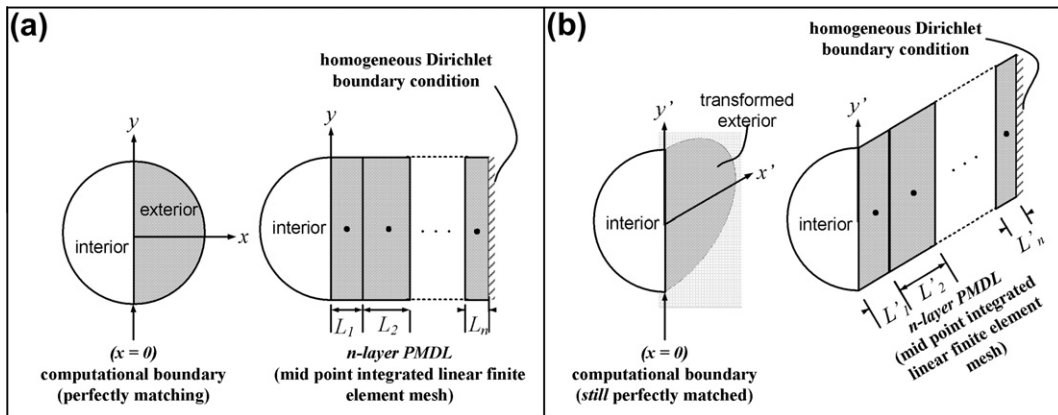 (a)
homogeneous Dirichlet
boundary condition
y
y
exterior
interior
x
interior
. . .
L1
L2
Ln
(x = 0)
computational boundary
(perfectly matching)
n-layer PMDL
(mid point integrated linear finite
element mesh)
(b)
homogeneous Dirichlet
boundary condition
y'
transformed
exterior
y'
x'
interior
interior
. . .
L'n
L'2
L'1
(x = 0)
computational boundary
(still perfectly matched)
n-layer PMDL
(mid point integrated
linear finite element
mesh)